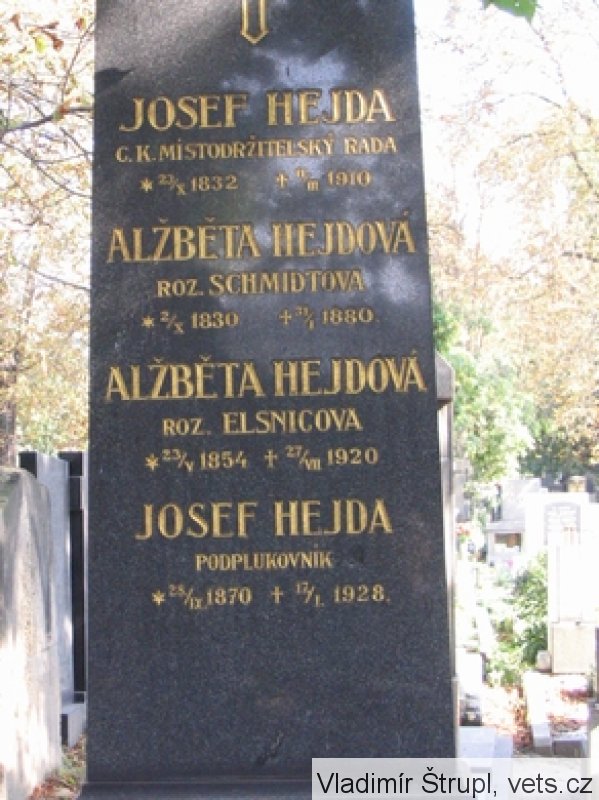 JOSEF HEJDA
C. K. MÍSTODRŽITELSKÝ RADA
* 23/X 1832 † 11/III 1910
ALŽBĚTA HEJDOVÁ
ROZ. SCHMIDTOVA
* 2/X 1830 † 31/I 1880.
ALŽBĚTA HEJDOVÁ
ROZ. ELSNICOVA
* 23/V 1854 † 27/VII 1920
JOSEF HEJDA
PODPLUKOVNÍK
* 28/IX. 1870 † 17/I. 1928.
Vladimír Štrupl, vets.cz